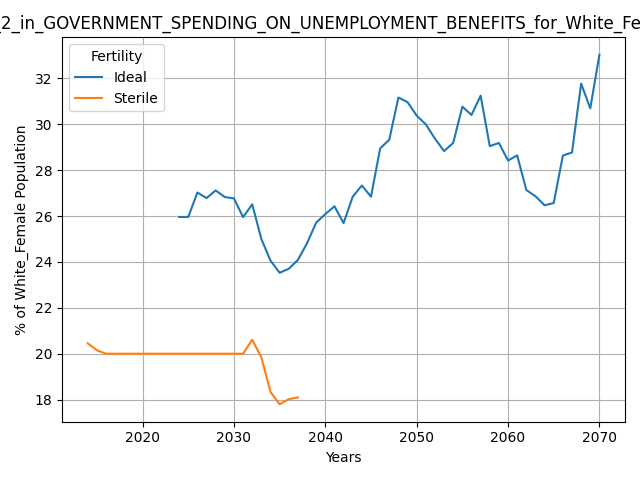 2_in_GOVERNMENT_SPENDING_ON_UNEMPLOYMENT_BENEFITS_for_White_Fe
Fertility
Ideal
Sterile
% of White_Female Population
32
30
28
26
24
22
20
18
2020 2030 2040 2050 2060 2070
Years